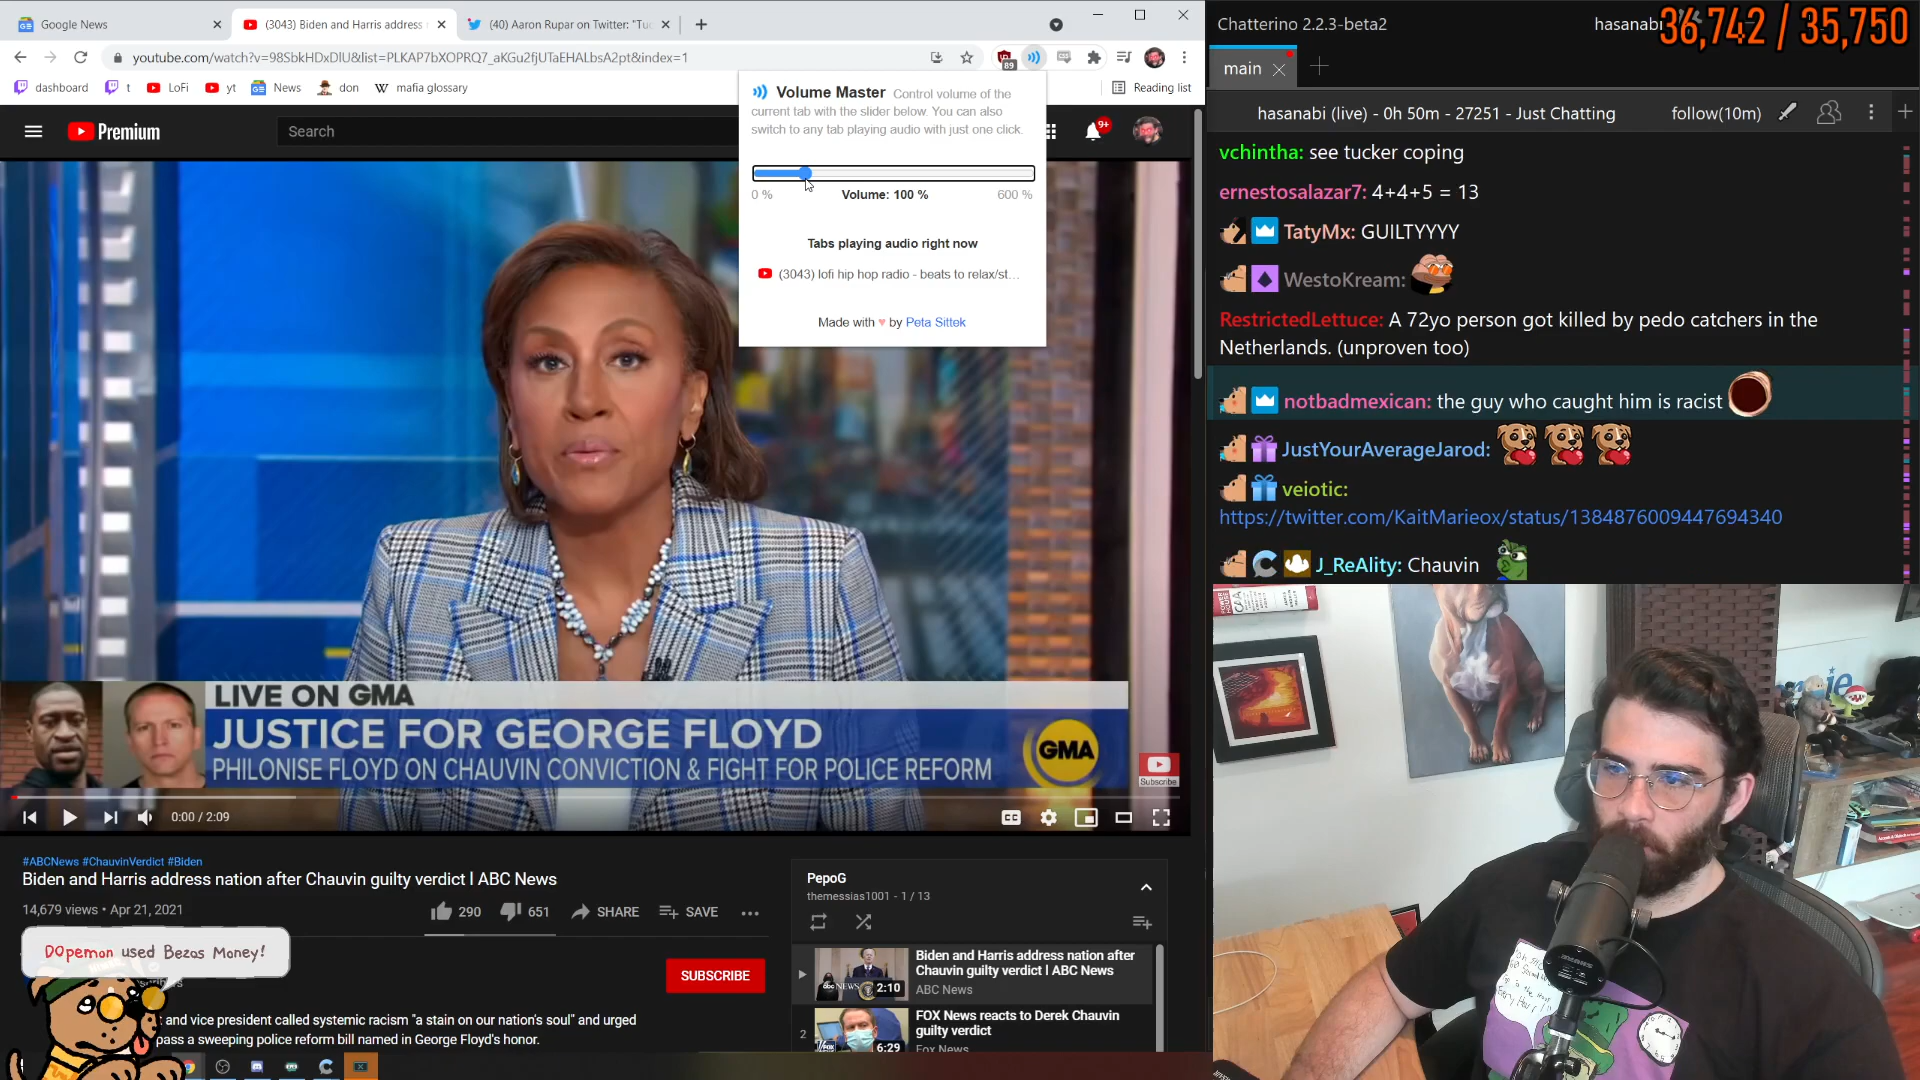 Google News
(3043) Biden and Harris address
(40) Aaron Rupar on Twitter: "Tuc
youtube.com/watch?v=98SbkHDxDlU&list=PLKAP7bXOPRQ7_aKGu2fjUTaEHALbsA2pt&index=1
89
dashboard
t
LoFi
yt
News
don
mafia glossary
Reading list
Premium
Search
9+
Volume Master Control volume of the
current tab with the slider below. You can also
switch to any tab playing audio with just one click.
0 %
Volume: 100 %
600 %
Tabs playing audio right now
(3043) lofi hip hop radio - beats to relax/st...
Made with ♥ by Peta Sittek
LIVE ON GMA
JUSTICE FOR GEORGE FLOYD
PHILONISE FLOYD ON CHAUVIN CONVICTION & FIGHT FOR POLICE REFORM
GMA
Subscribe
0:00 / 2:09
CC
#ABCNews #ChauvinVerdict #Biden
Biden and Harris address nation after Chauvin guilty verdict l ABC News
14,679 views • Apr 21, 2021
290
651
SHARE
SAVE
DOpemon used Bezos Money!
SUBSCRIBE
and vice president called systemic racism "a stain on our nation's soul" and urged
pass a sweeping police reform bill named in George Floyd's honor.
PepoG
themessias1001 - 1 / 13
Biden and Harris address nation after
Chauvin guilty verdict l ABC News
ABC News
2:10
2
FOX News reacts to Derek Chauvin
guilty verdict
Fox News
6:29
Chatterino 2.2.3-beta2
hasanabi
36,742 / 35,750
main
hasanabi (live) - 0h 50m - 27251 - Just Chatting
follow(10m)
vchintha: see tucker coping
ernestosalazar7: 4+4+5 = 13
TatyMx: GUILTYYYY
WestoKream:
RestrictedLettuce: A 72yo person got killed by pedo catchers in the
Netherlands. (unproven too)
notbadmexican: the guy who caught him is racist
JustYourAverageJarod:
veiotic:
https://twitter.com/KaitMarieox/status/1384876009447694340
J_ReAlity: Chauvin